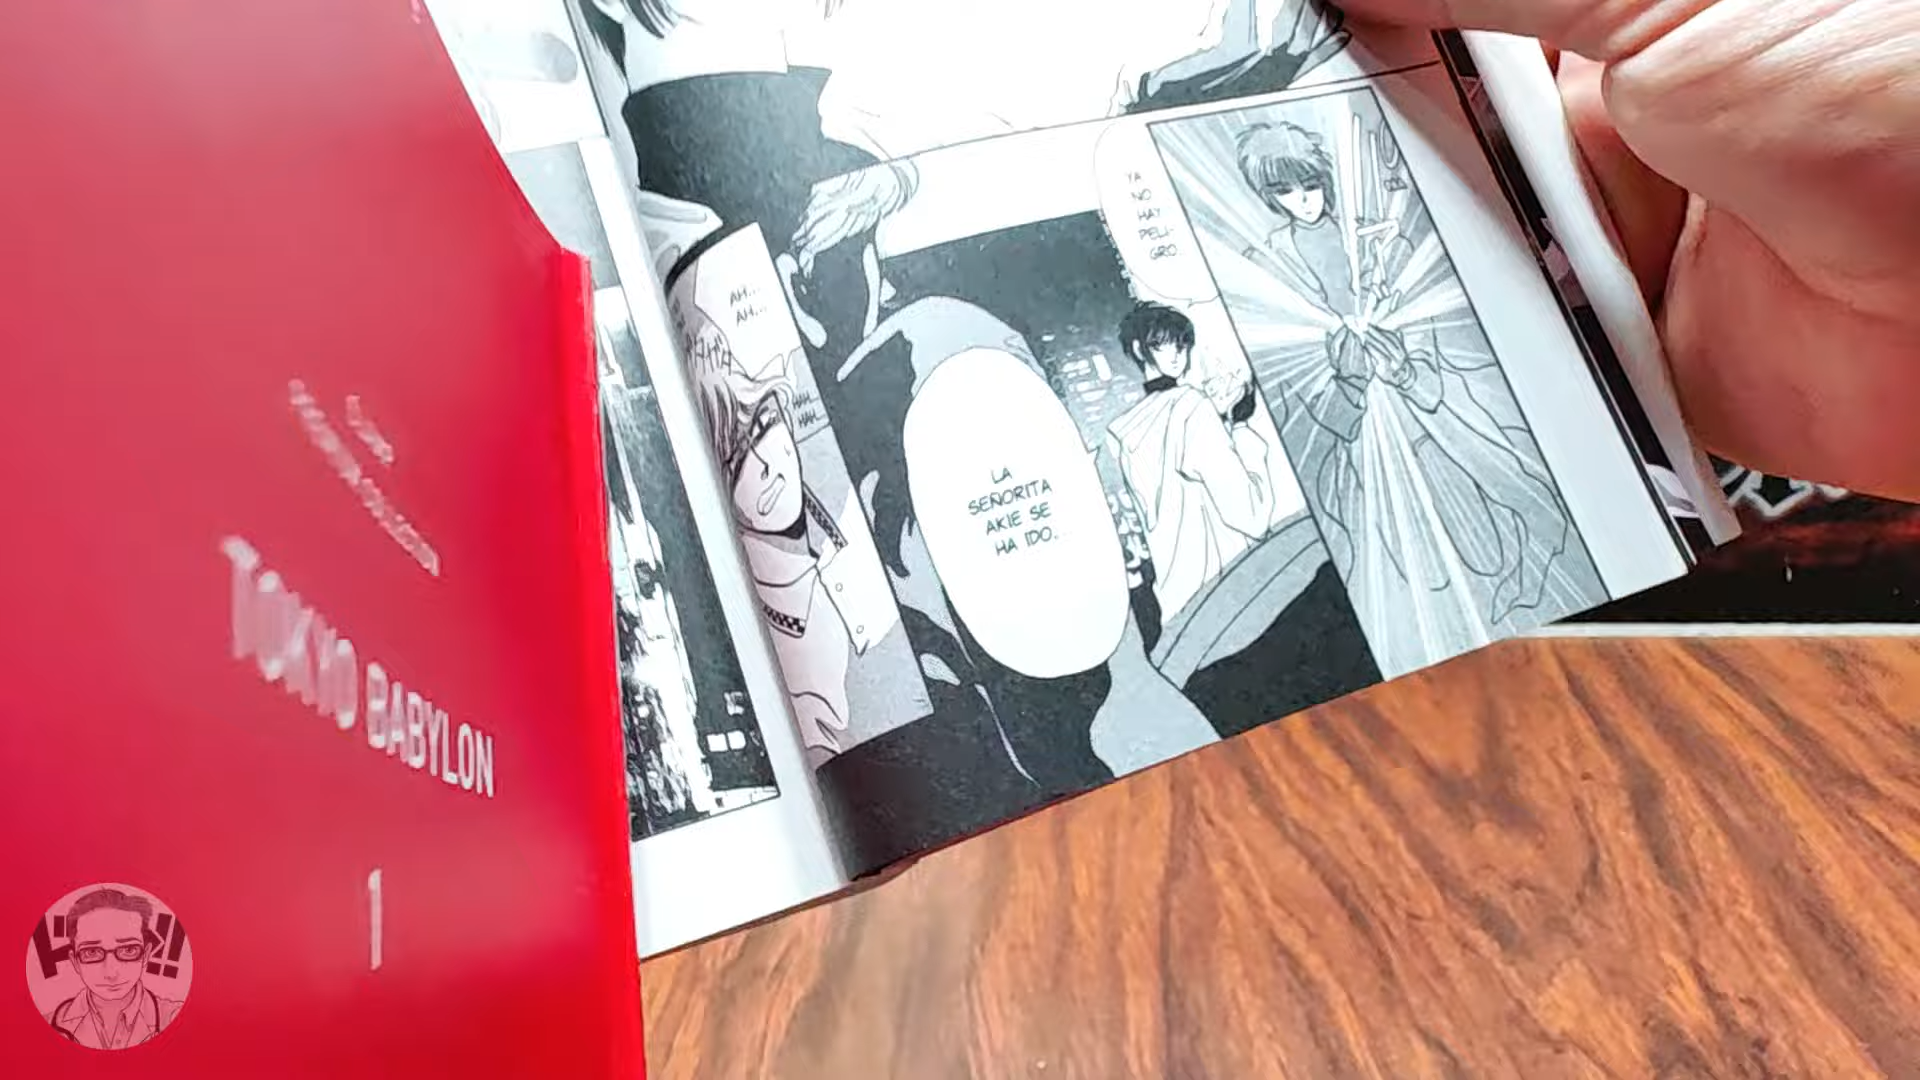 TOKYO BABYLON
1
YA
NO
HAY
PELI-
GRO.
LA
SEÑORITA
AKIE SE
HA IDO...
AH...
AH...
HAH...
HAH...